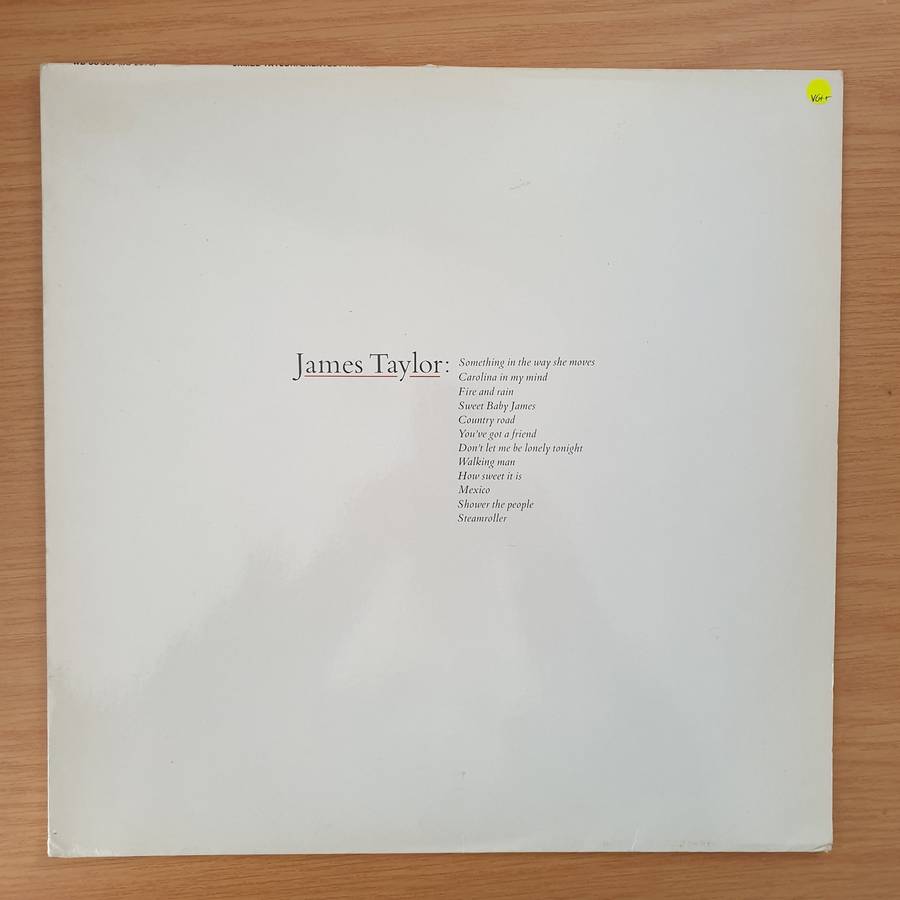 VG+
James Taylor:
Something in the way she moves
Carolina in my mind
Fire and rain
Sweet Baby James
Country road
You've got a friend
Don't let me be lonely tonight
Walking man
How sweet it is
Mexico
Shower the people
Steamroller